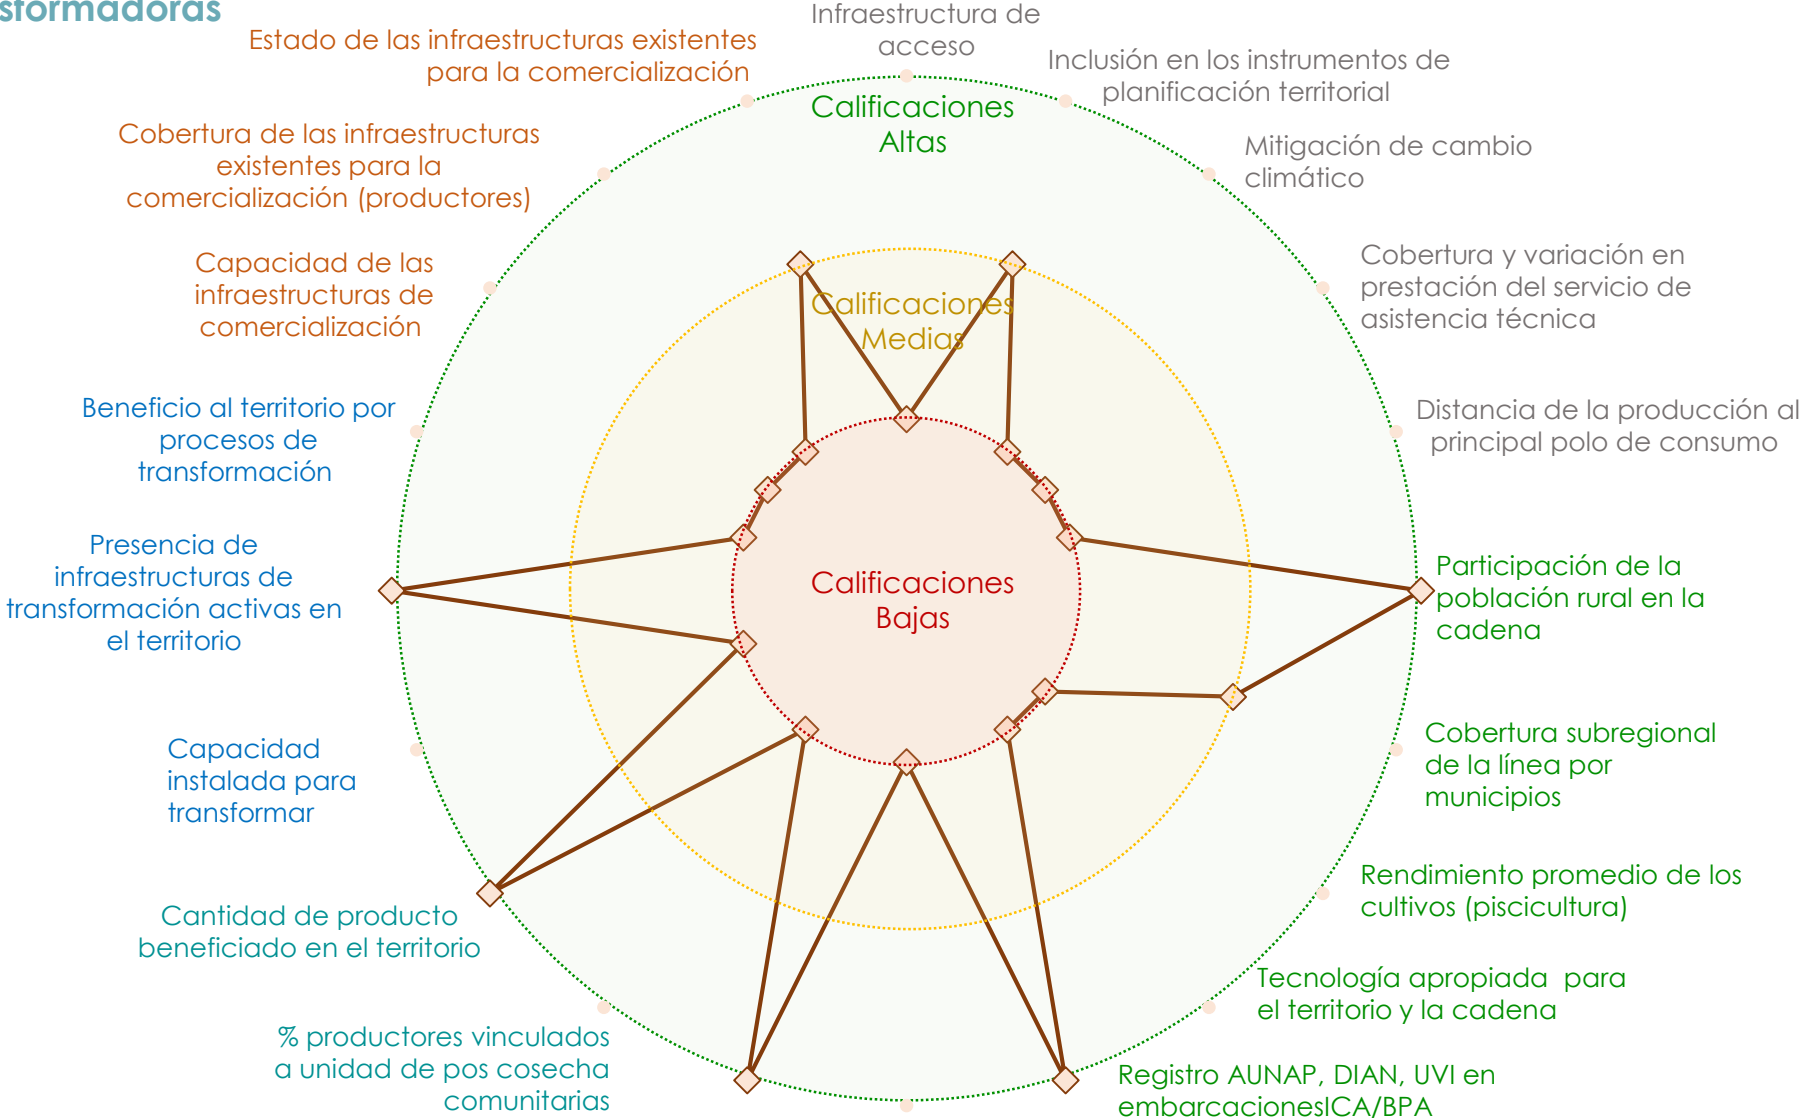 sformadoras
Infraestructura de
acceso
Inclusión en los instrumentos de
planificación territorial
Mitigación de cambio
climático
Cobertura y variación en
prestación del servicio de
asistencia técnica
Distancia de la producción al
principal polo de consumo
Participación de la
población rural en la
cadena
Cobertura subregional
de la línea por
municipios
Rendimiento promedio de los
cultivos (piscicultura)
Tecnología apropiada  para
el territorio y la cadena
Registro AUNAP, DIAN, UVI en
embarcacionesICA/BPA
% productores vinculados
a unidad de pos cosecha
comunitarias
Cantidad de producto
beneficiado en el territorio
Capacidad
instalada para
transformar
Presencia de
infraestructuras de
transformación activas en
el territorio
Beneficio al territorio por
procesos de
transformación
Capacidad de las
infraestructuras de
comercialización
Cobertura de las infraestructuras
existentes para la
comercialización (productores)
Estado de las infraestructuras existentes
para la comercialización
Calificaciones
Altas
Calificaciones
Medias
Calificaciones
Bajas